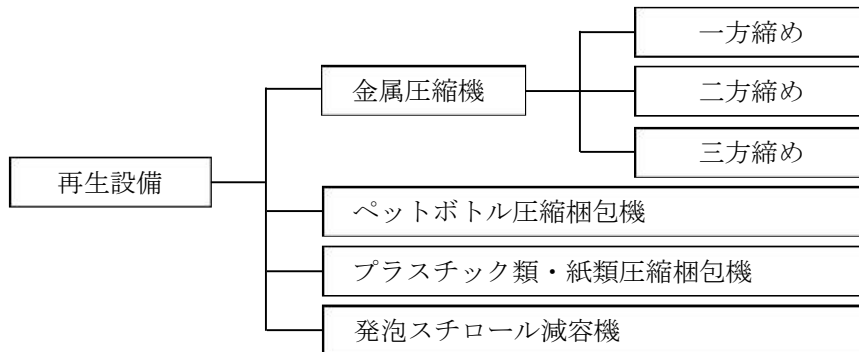 再生設備
金属圧縮機
一方締め
二方締め
三方締め
ペットボトル圧縮梱包機
プラスチック類・紙類圧縮梱包機
発泡スチロール減容機